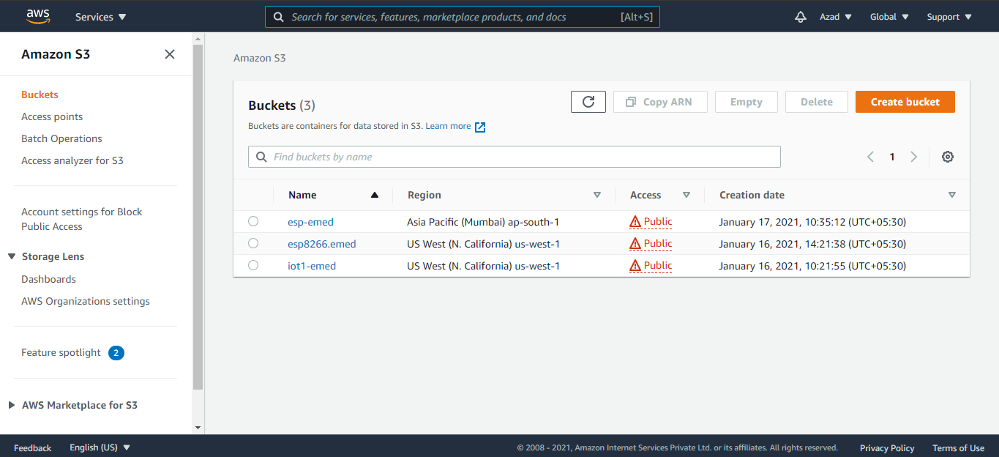 aws Services Search for services, features, marketplace products, and docs [Alt+S] Azad Global Support
Amazon S3
Buckets
Access points
Batch Operations
Access analyzer for S3
Account settings for Block
Public Access
Storage Lens
Dashboards
AWS Organizations settings
Feature spotlight 2
AWS Marketplace for S3
Amazon S3
Buckets (3) Copy ARN Empty Delete Create bucket
Buckets are containers for data stored in S3. Learn more
Find buckets by name 1
Name Region Access Creation date
esp-emed Asia Pacific (Mumbai) ap-south-1 Public January 17, 2021, 10:35:12 (UTC+05:30)
esp8266.emed US West (N. California) us-west-1 Public January 16, 2021, 14:21:38 (UTC+05:30)
iot1-emed US West (N. California) us-west-1 Public January 16, 2021, 10:21:55 (UTC+05:30)
Feedback English (US) © 2008 - 2021, Amazon Internet Services Private Ltd. or its affiliates. All rights reserved. Privacy Policy Terms of Use